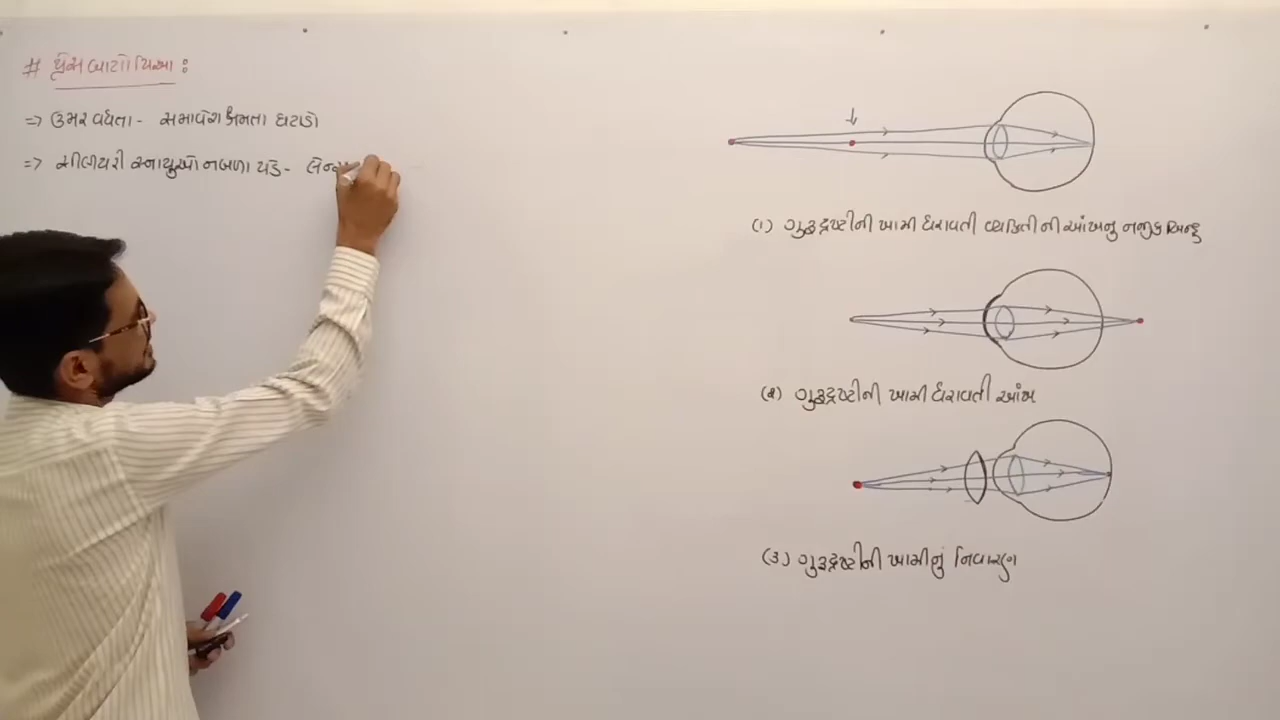 # પ્રેસબાયોપિઆ :
=> ઉંમર વધતા - સમાવેશ ક્ષમતા ઘટાડો
=> સીલીયરી સ્નાયુઓ નબળા પડે -
(૧) ગુરુદ્રષ્ટીની ખામી ધરાવતી વ્યક્તિની આંખનુ નજીક બિન્દુ
(૨) ગુરુદ્રષ્ટીની ખામી ધરાવતી આંખ
(૩) ગુરુદ્રષ્ટીની ખામીનું નિવારણ